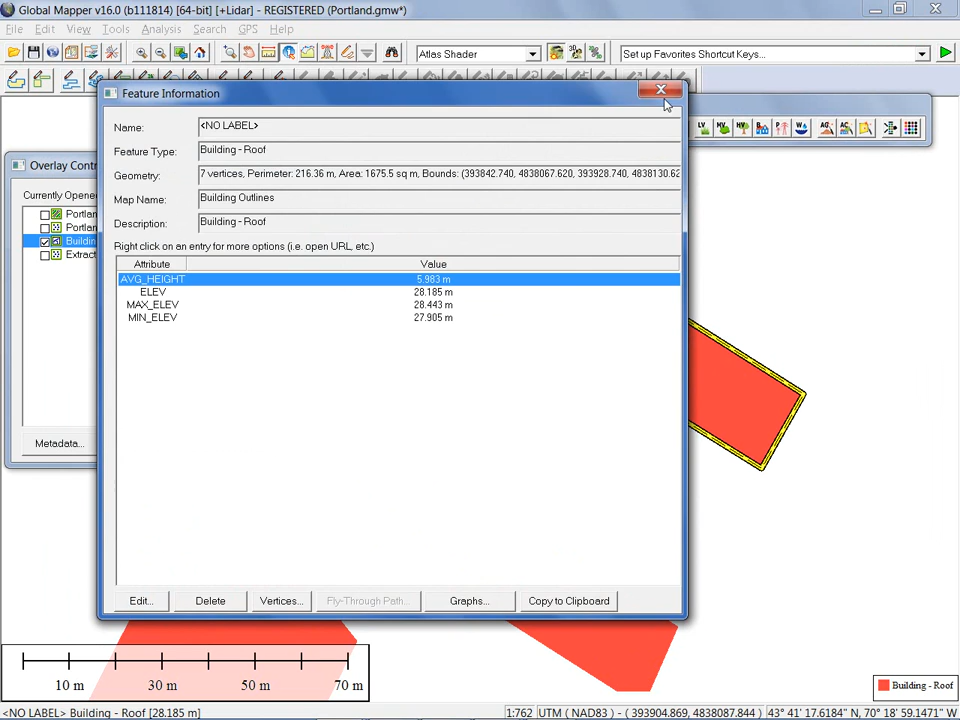 Global Mapper v16.0 (b111814) [64-bit] [+Lidar] - REGISTERED (Portland.gmw*)
File Edit View Tools Analysis Search GPS Help
Atlas Shader
Set up Favorites Shortcut Keys...
Feature Information
Name: <NO LABEL>
Feature Type: Building - Roof
Geometry: 7 vertices, Perimeter: 216.36 m, Area: 1675.5 sq m, Bounds: (393842.740, 4838067.620, 393928.740, 4838130.62
Map Name: Building Outlines
Description: Building - Roof
Right click on an entry for more options (i.e. open URL, etc.)
Attribute Value
AVG_HEIGHT 5.983 m
ELEV 28.185 m
MAX_ELEV 28.443 m
MIN_ELEV 27.905 m
Edit... Delete Vertices... Fly-Through Path... Graphs... Copy to Clipboard
Overlay Contr
Currently Opene
Portlan
Portlan
Buildin
Extrac
Metadata...
LV MV HV
AG AC
10 m 30 m 50 m 70 m
Building - Roof
<NO LABEL> Building - Roof [28.185 m]
1:762 UTM ( NAD83) - ( 393904.869, 4838087.844 ) 43° 41' 17.6184" N, 70° 18' 59.1471" W